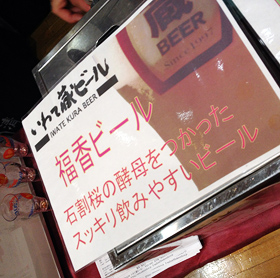 蔵
BEER
SINCE 1997
いわて蔵ビール
IWATE KURA BEER
福香ビール
石割桜の酵母をつかった
スッキリ飲みやすいビール